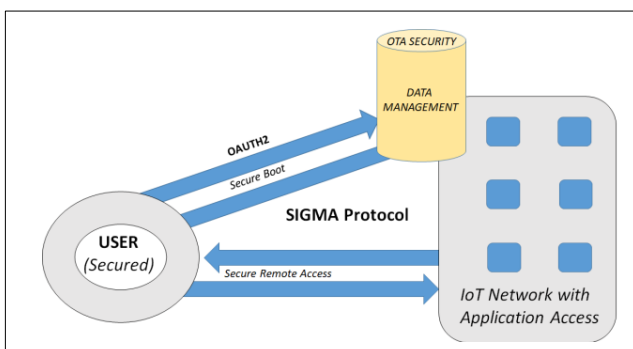 OTA SECURITY
DATA
MANAGEMENT
OAUTH2
Secure Boot
SIGMA Protocol
USER
(Secured)
Secure Remote Access
IoT Network with
Application Access